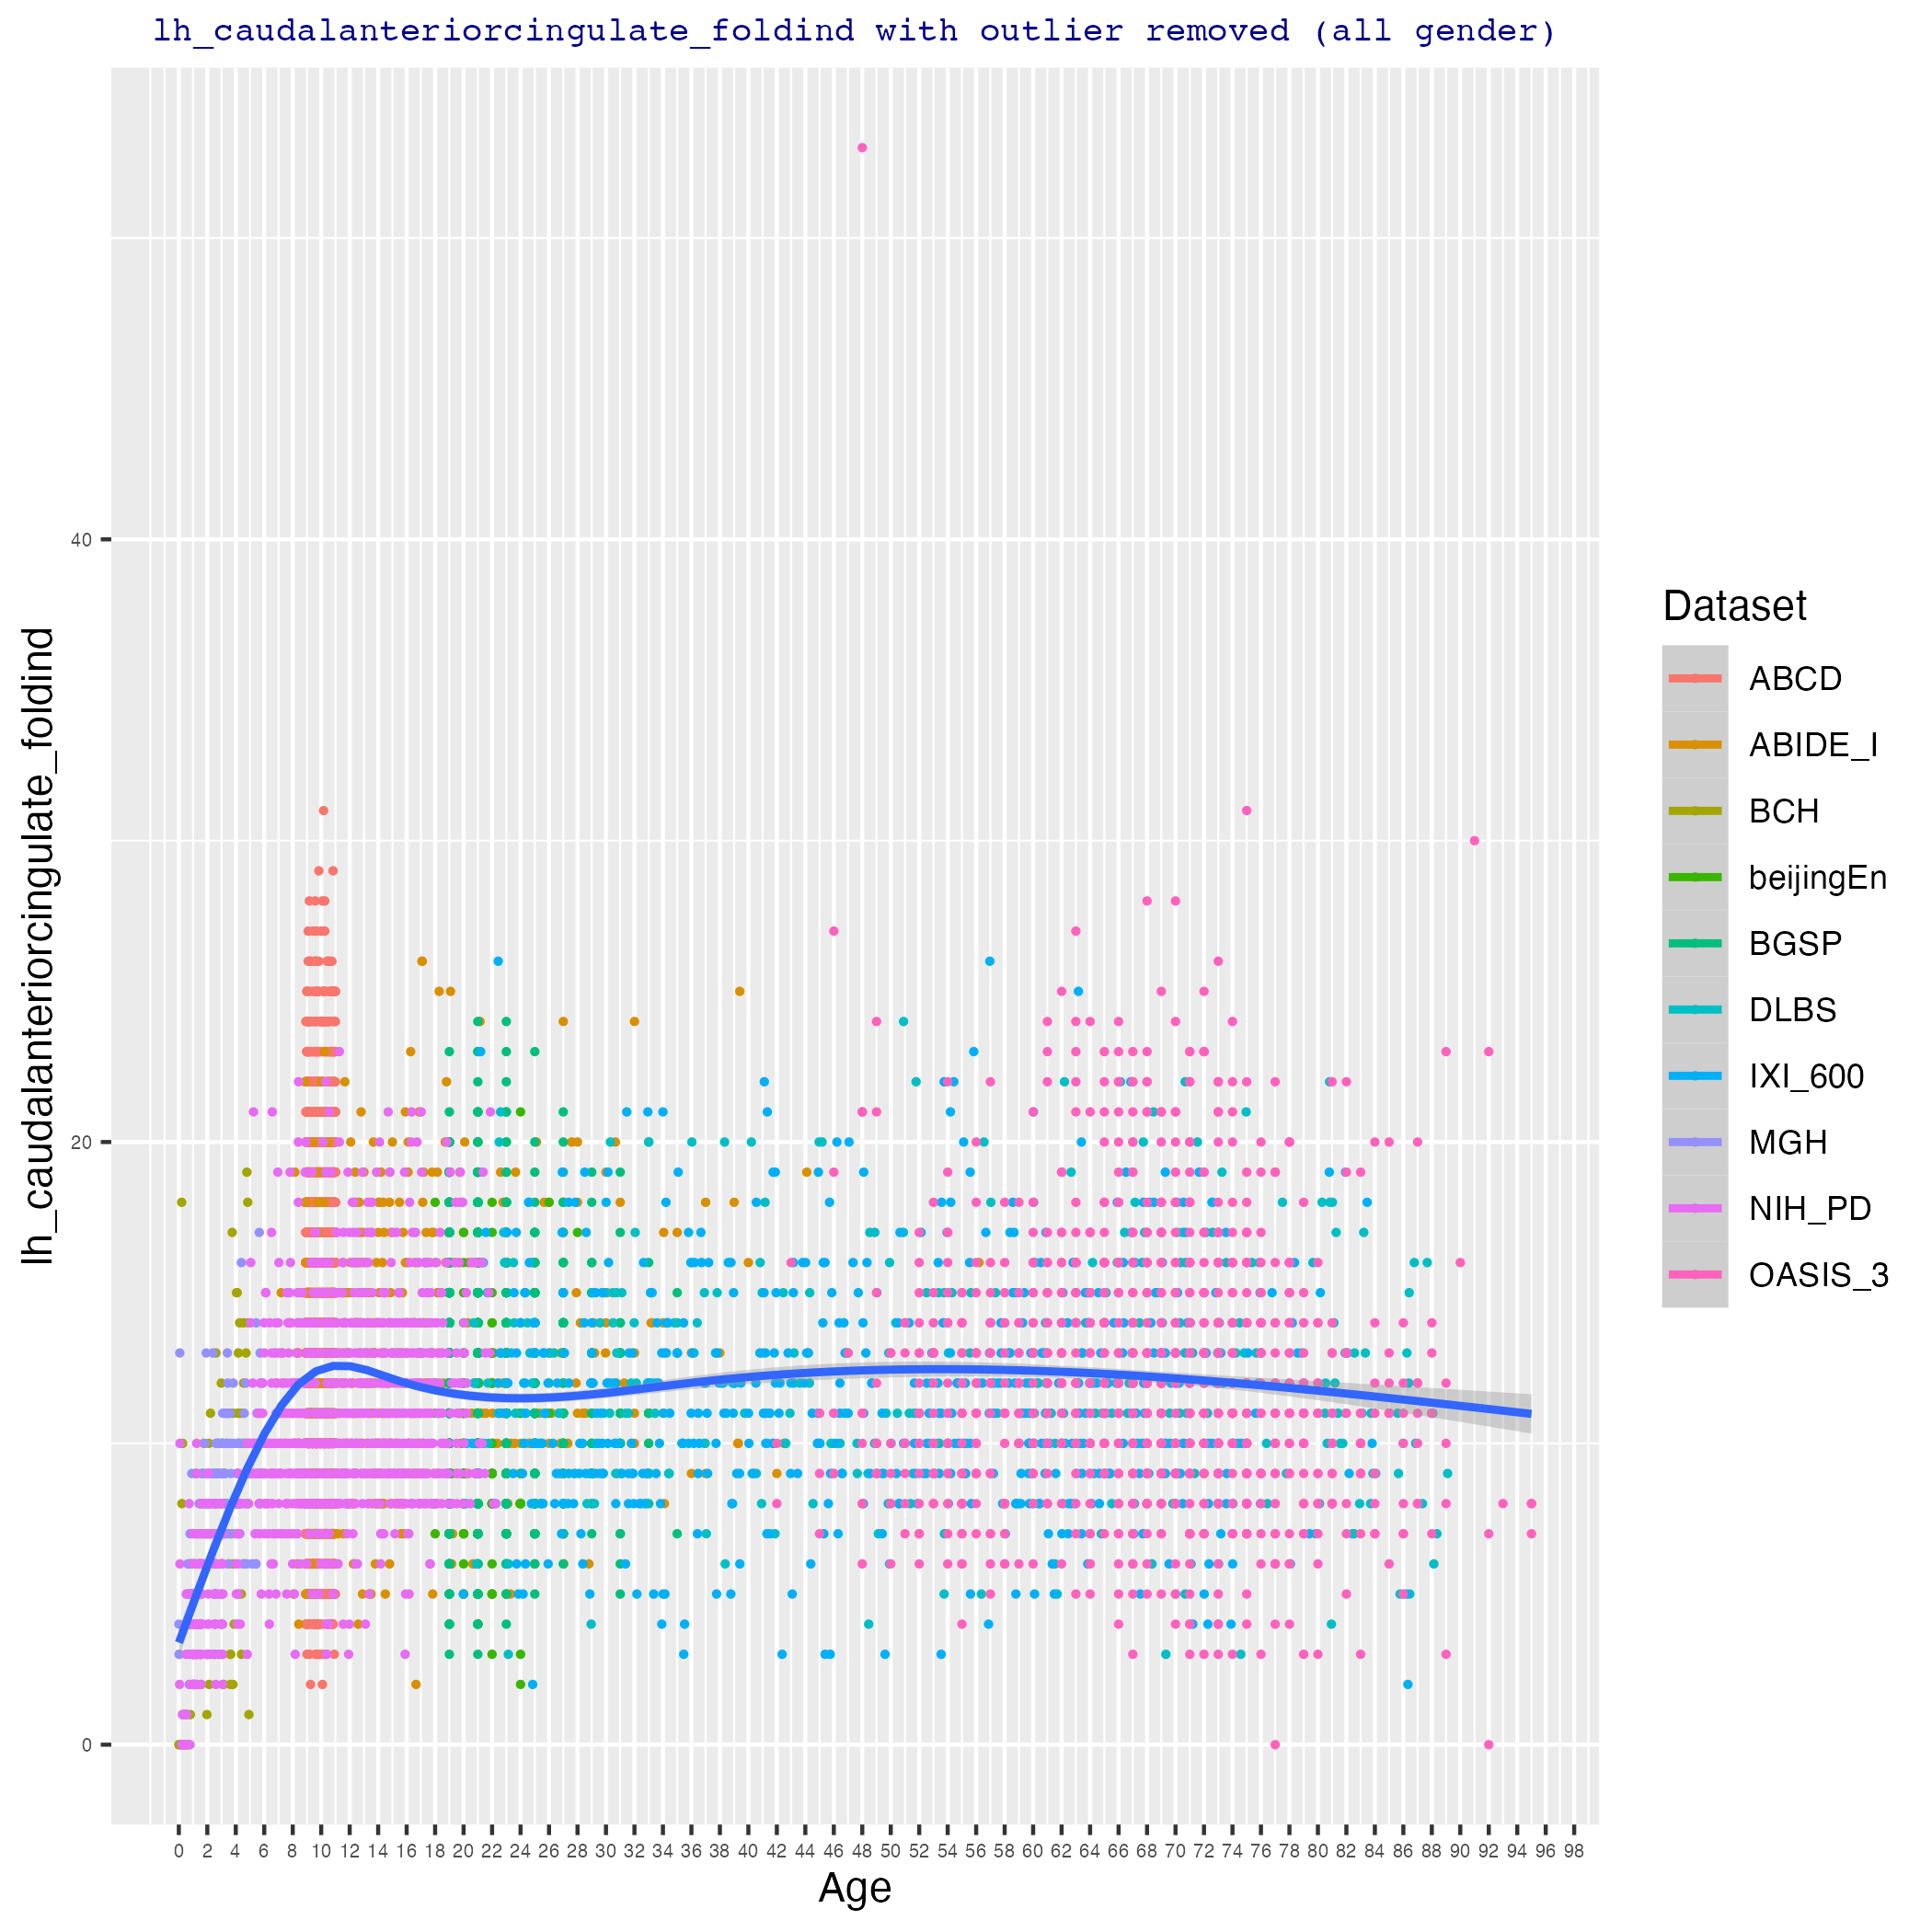 lh_caudalanteriorcingulate_foldind with outlier removed (all gender)
lh_caudalanteriorcingulate_foldind
40
20
0
0 2 4 6 8 10 12 14 16 18 20 22 24 26 28 30 32 34 36 38 40 42 44 46 48 50 52 54 56 58 60 62 64 66 68 70 72 74 76 78 80 82 84 86 88 90 92 94 96 98
Age
Dataset
ABCD
ABIDE_I
BCH
beijingEn
BGSP
DLBS
IXI_600
MGH
NIH_PD
OASIS_3